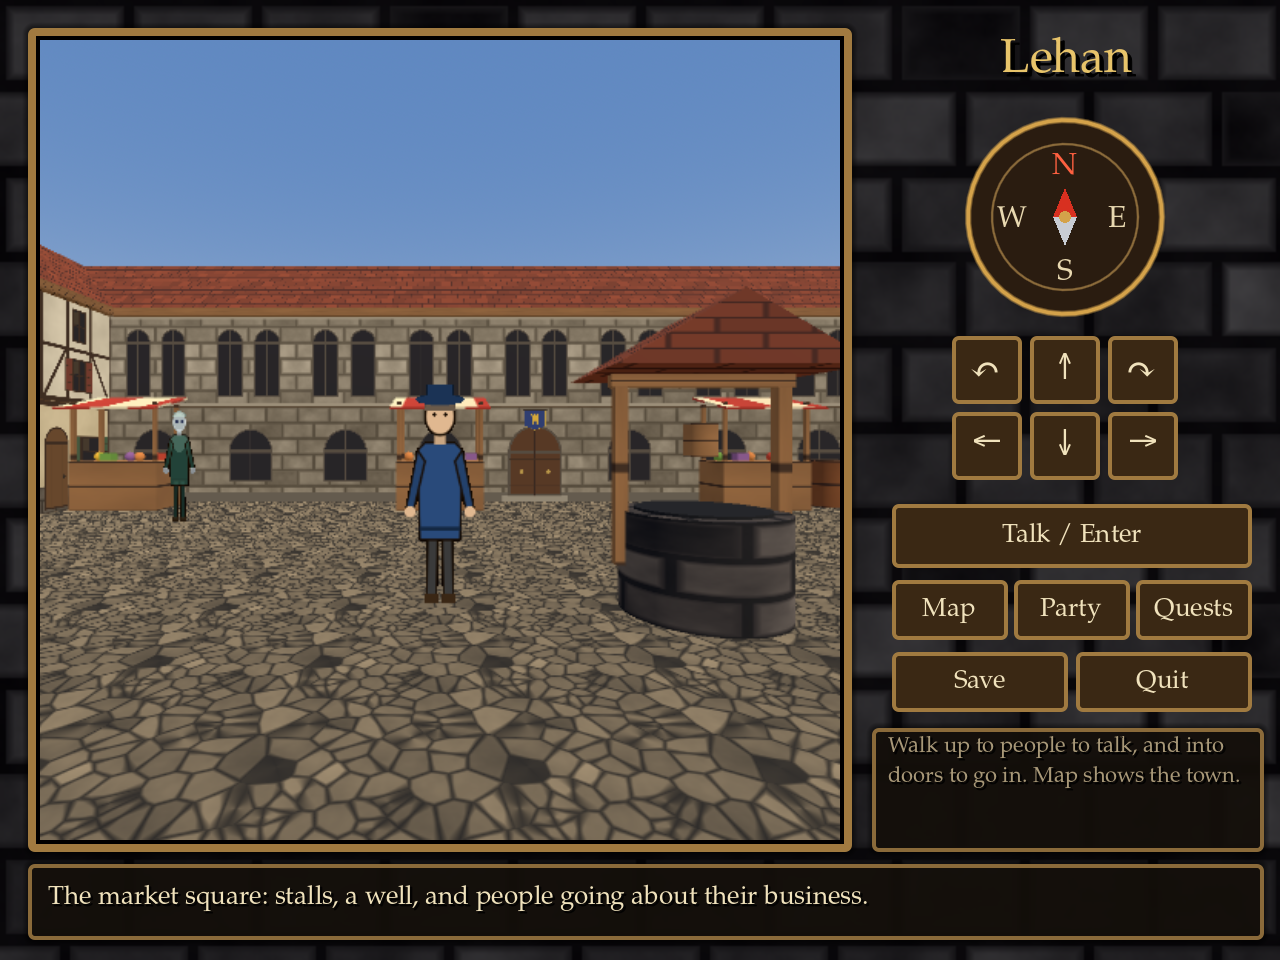 Lehan
N
W
E
S
Talk / Enter
Map
Party
Quests
Save
Quit
Walk up to people to talk, and into
doors to go in. Map shows the town.
The market square: stalls, a well, and people going about their business.